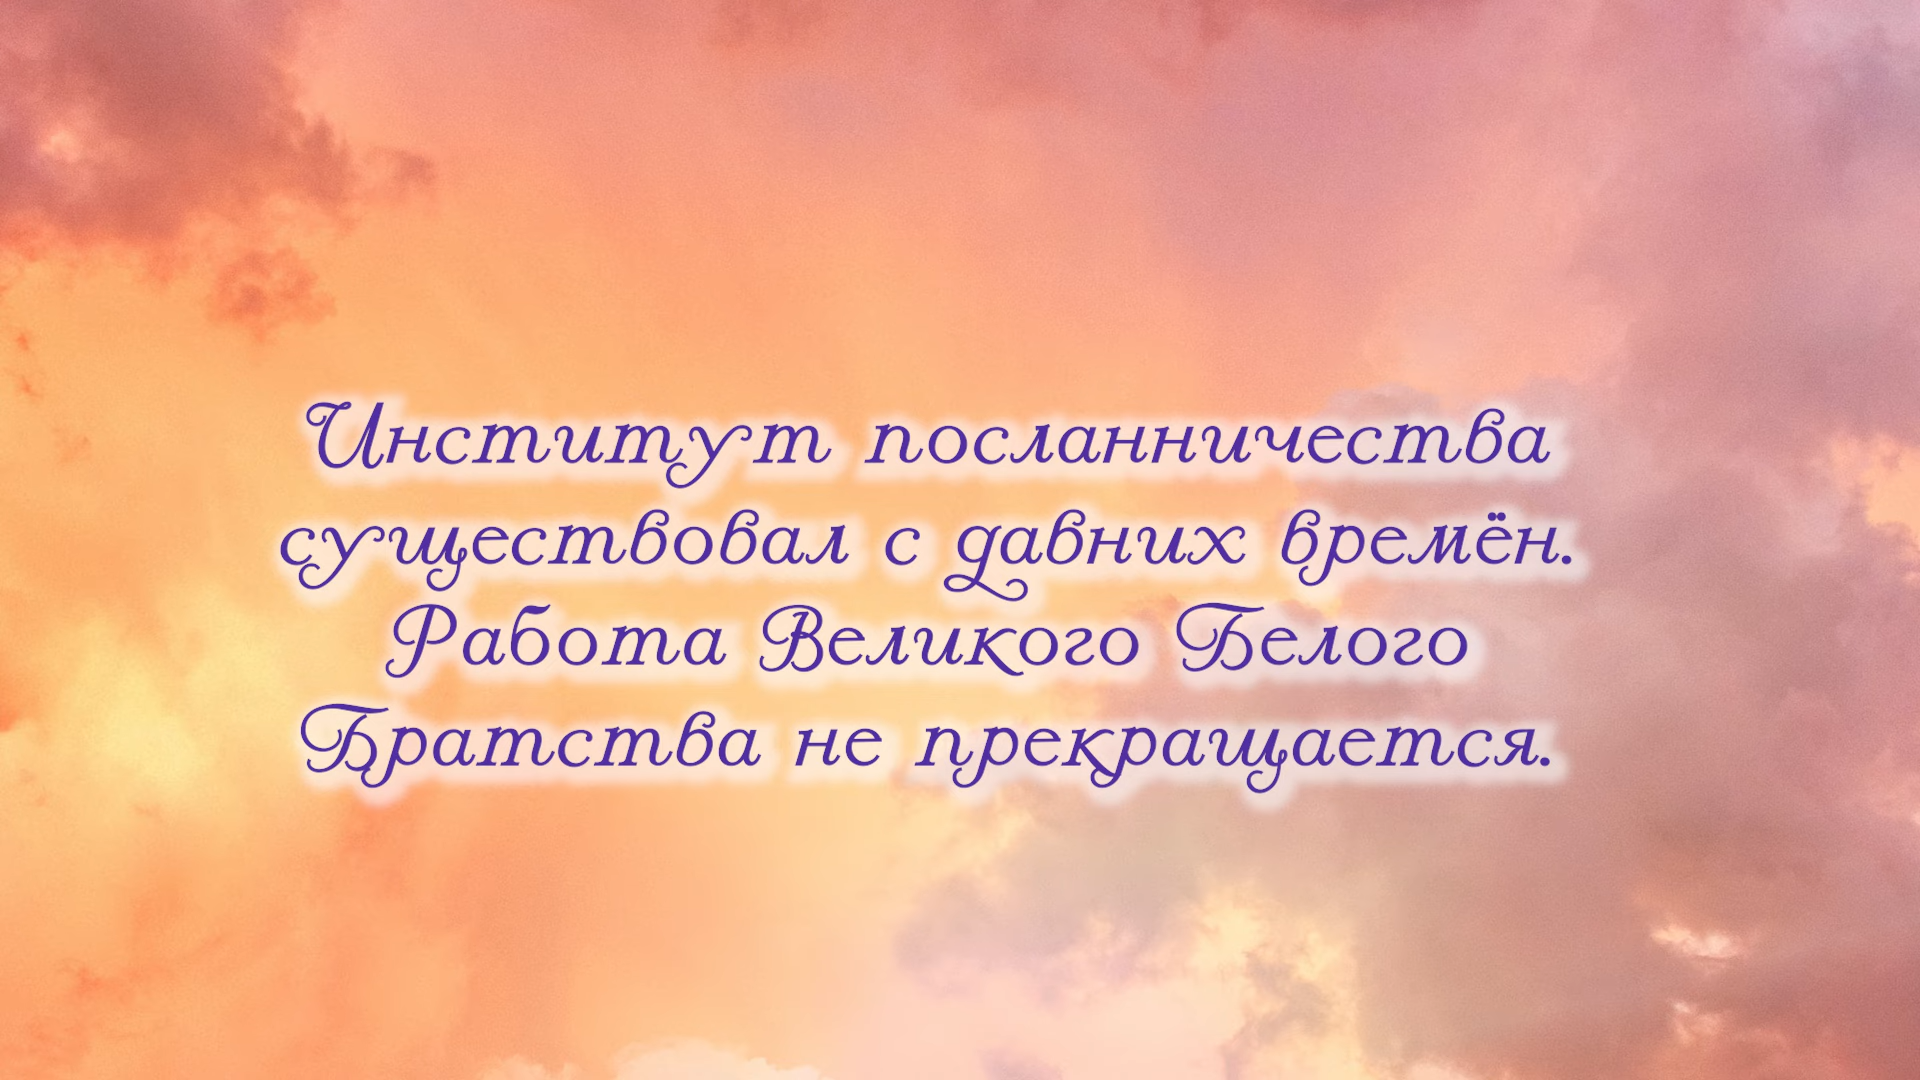 Институт посланничества
существовал с давних времён.
Работа Великого Белого
Братства не прекращается.